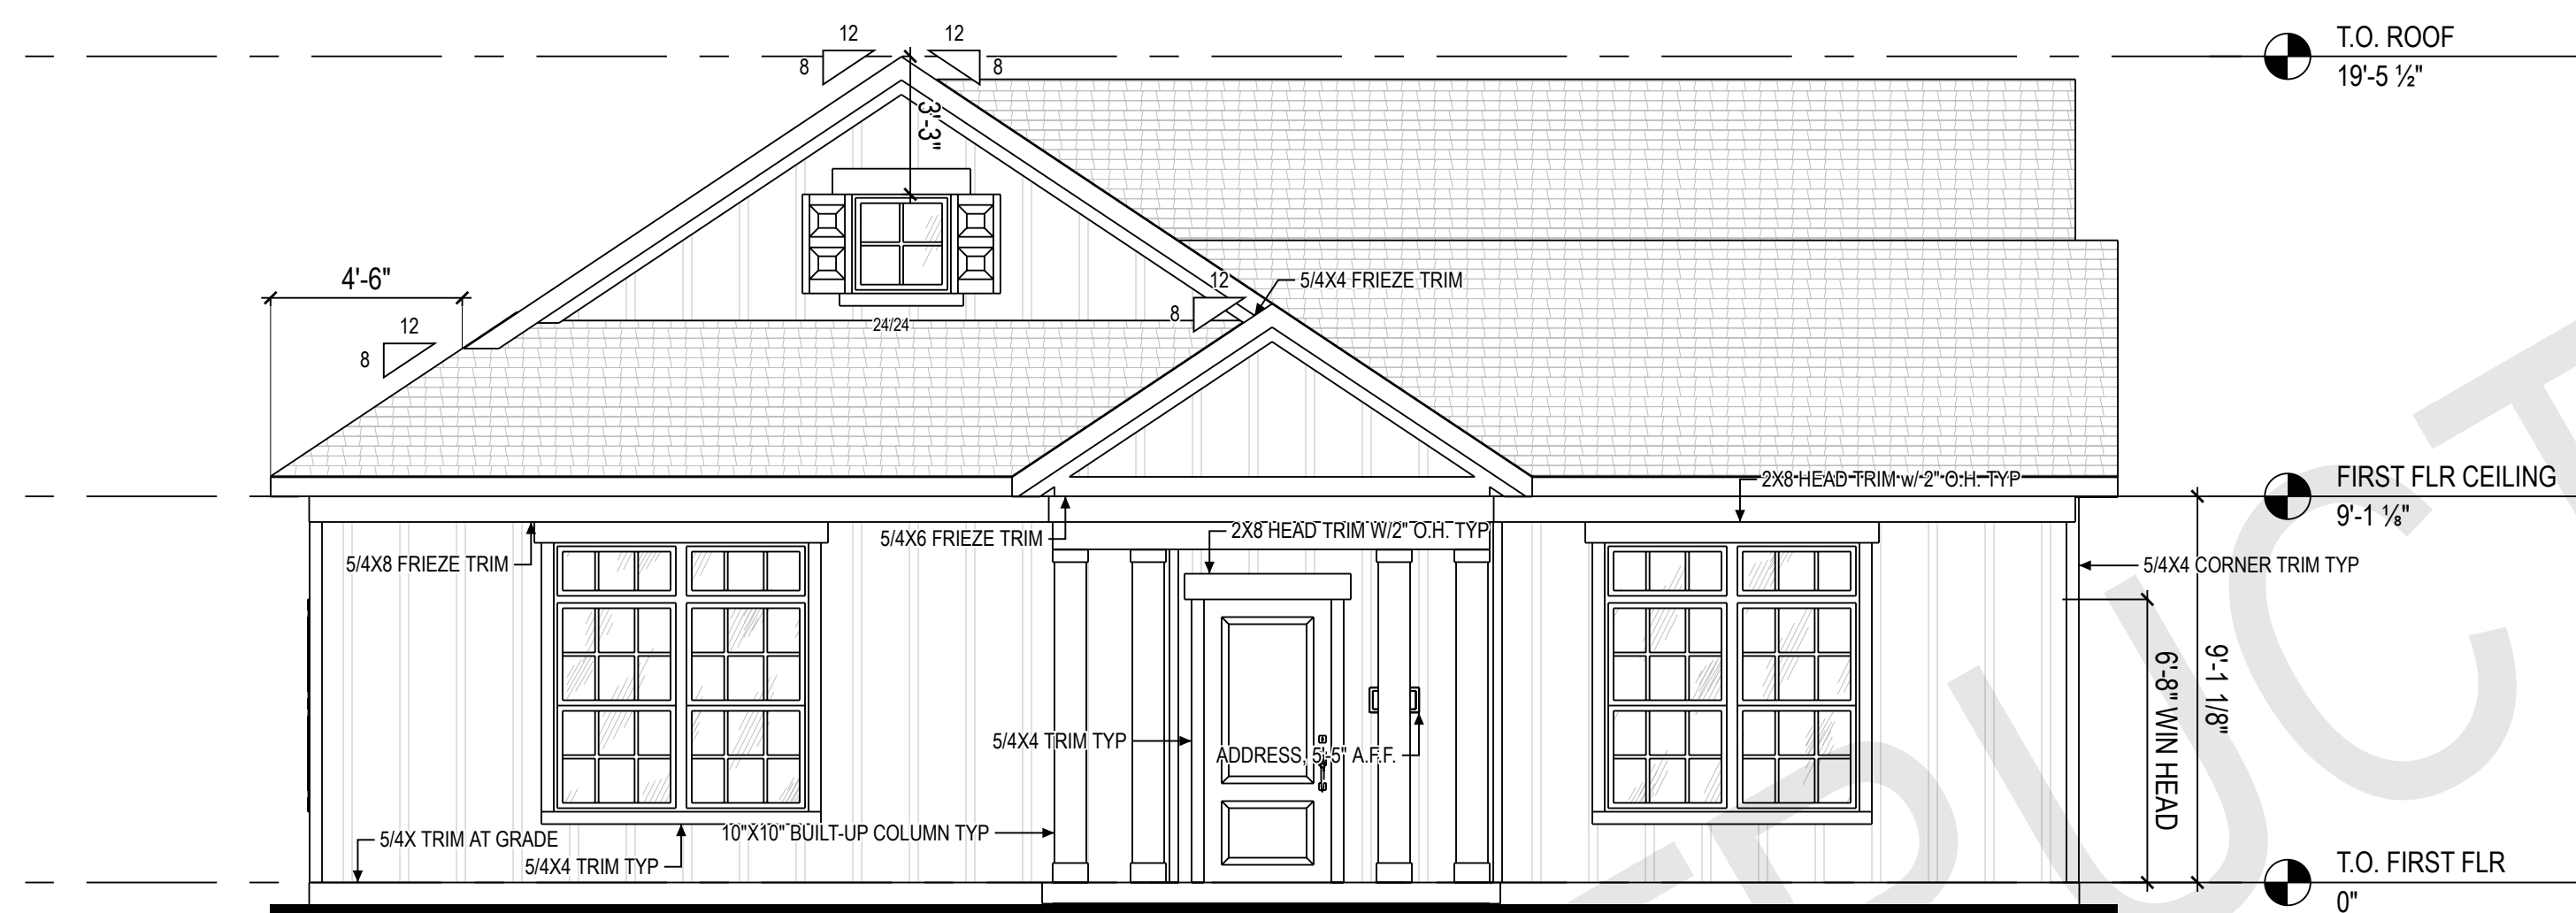 12
12
T.O. ROOF
8
8
19'-5 ½"
3'-3"
4'-6"
12
5/4X4 FRIEZE TRIM
8
24/24
12
8
2X8 HEAD TRIM w/ 2" O.H. TYP
FIRST FLR CEILING
9'-1 ⅛"
5/4X6 FRIEZE TRIM
2X8 HEAD TRIM W/2" O.H. TYP
5/4X8 FRIEZE TRIM
5/4X4 CORNER TRIM TYP
6'-8" WIN HEAD
9'-1 1/8"
5/4X4 TRIM TYP
ADDRESS, 5'-5" A.F.F.
10"X10" BUILT-UP COLUMN TYP
5/4X TRIM AT GRADE
5/4X4 TRIM TYP
T.O. FIRST FLR
0"